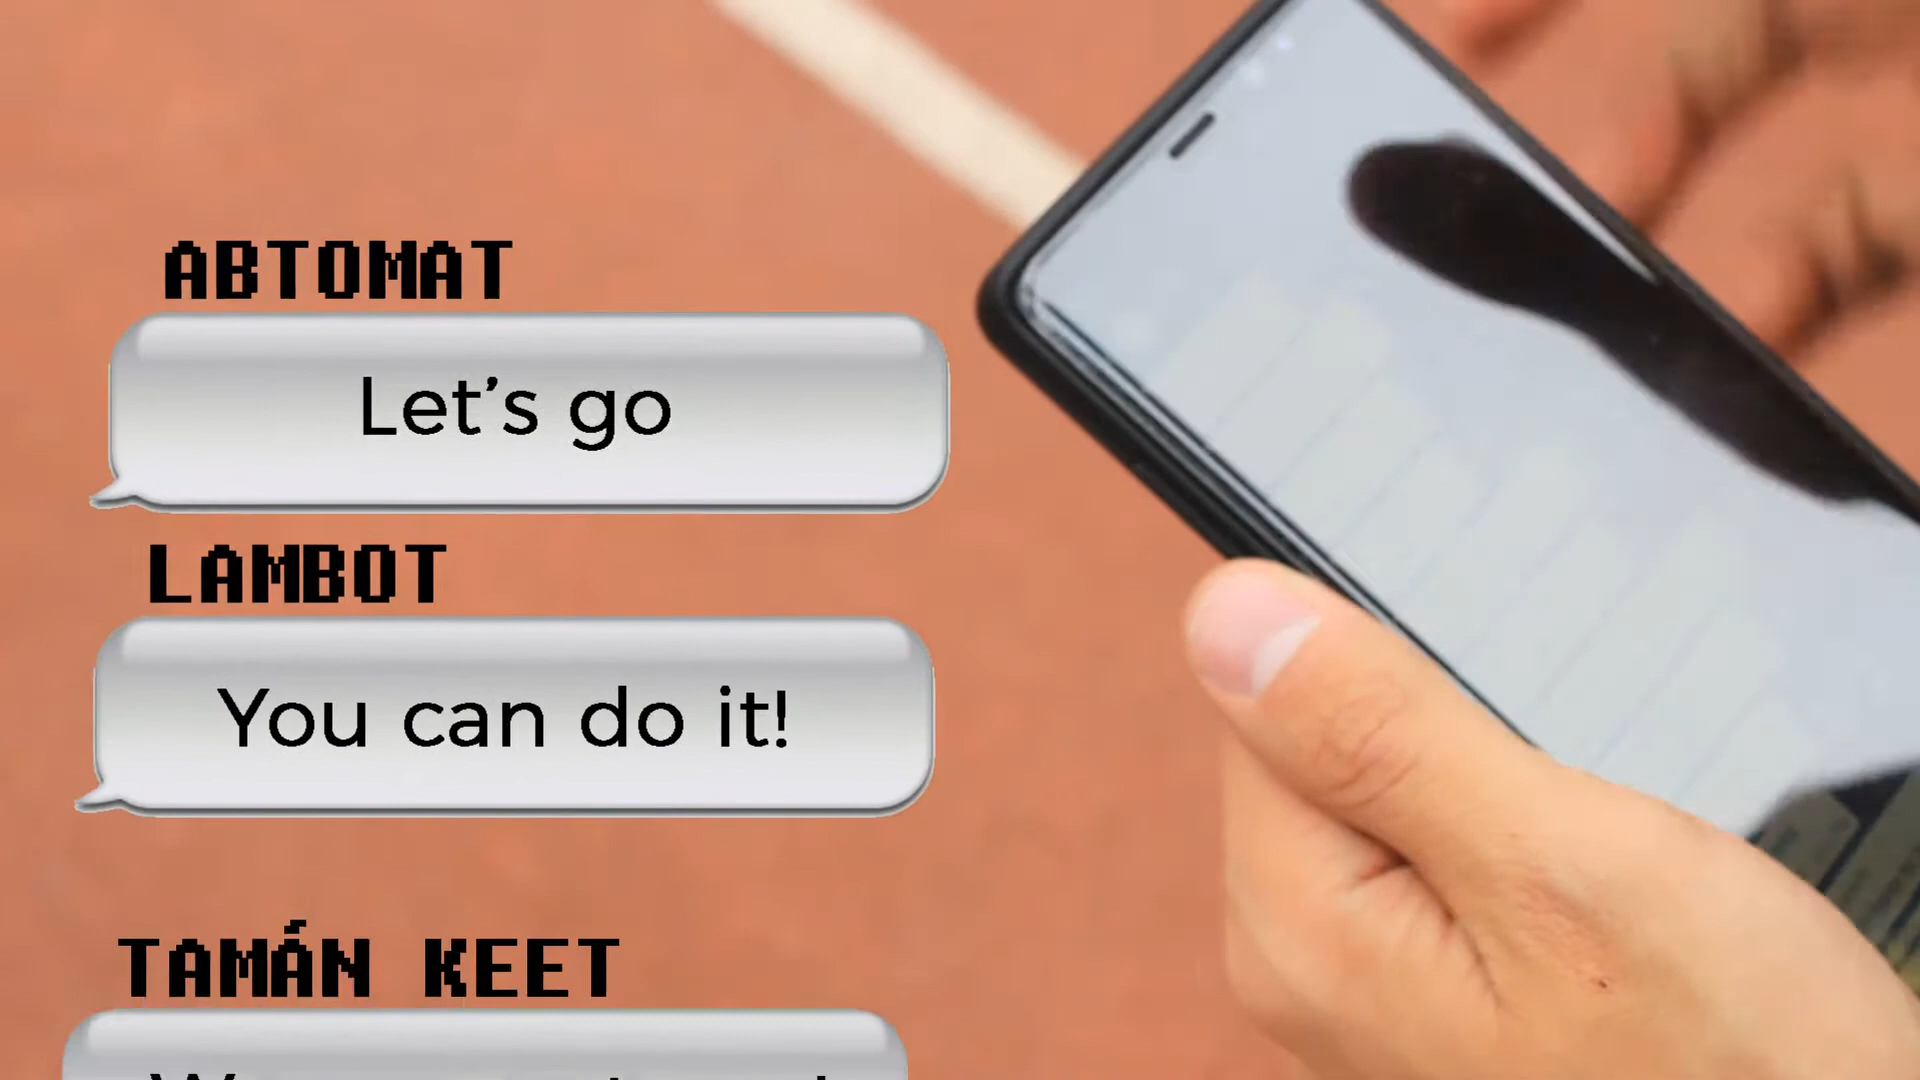 ABTOMAT
Let’s go
LAMBOT
You can do it!
TAMÁN KEET